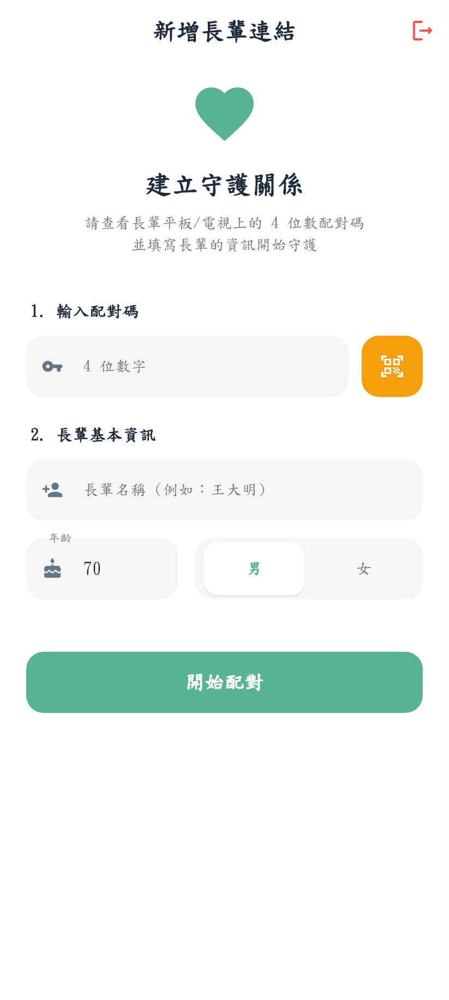 新增長輩連結
建立守護關係
請查看長輩平板/電視上的 4 位數配對碼
並填寫長輩的資訊開始守護
1. 輸入配對碼
4 位數字
2. 長輩基本資訊
長輩名稱（例如：王大明）
年齡
70
男
女
開始配對